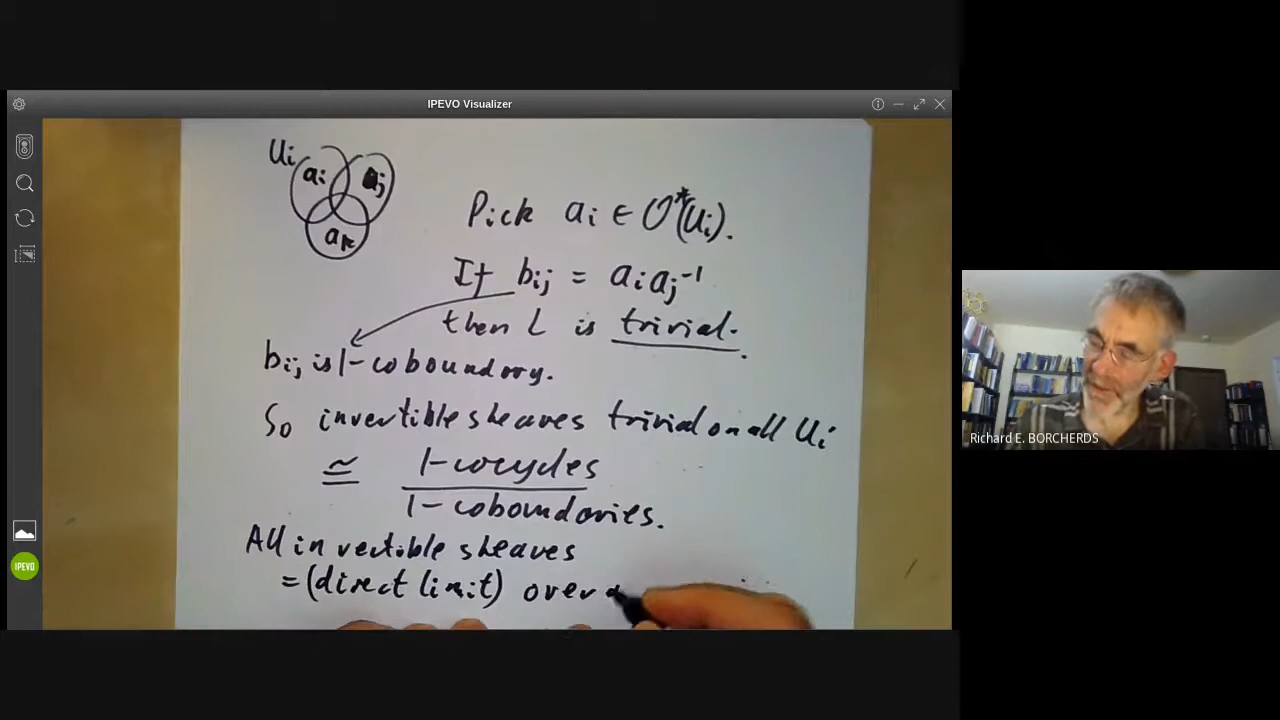 IPEVO Visualizer
Ui
ai
aj
ak
Pick ai ∈ O*(Ui).
If bij = ai aj⁻¹
then L is trivial.
bij is 1-coboundary.
So invertible sheaves trivial on all Ui
≅ 1-cocycles
1-coboundaries.
All invertible sheaves
= (direct limit) over
IPEVO
Richard E. BORCHERDS